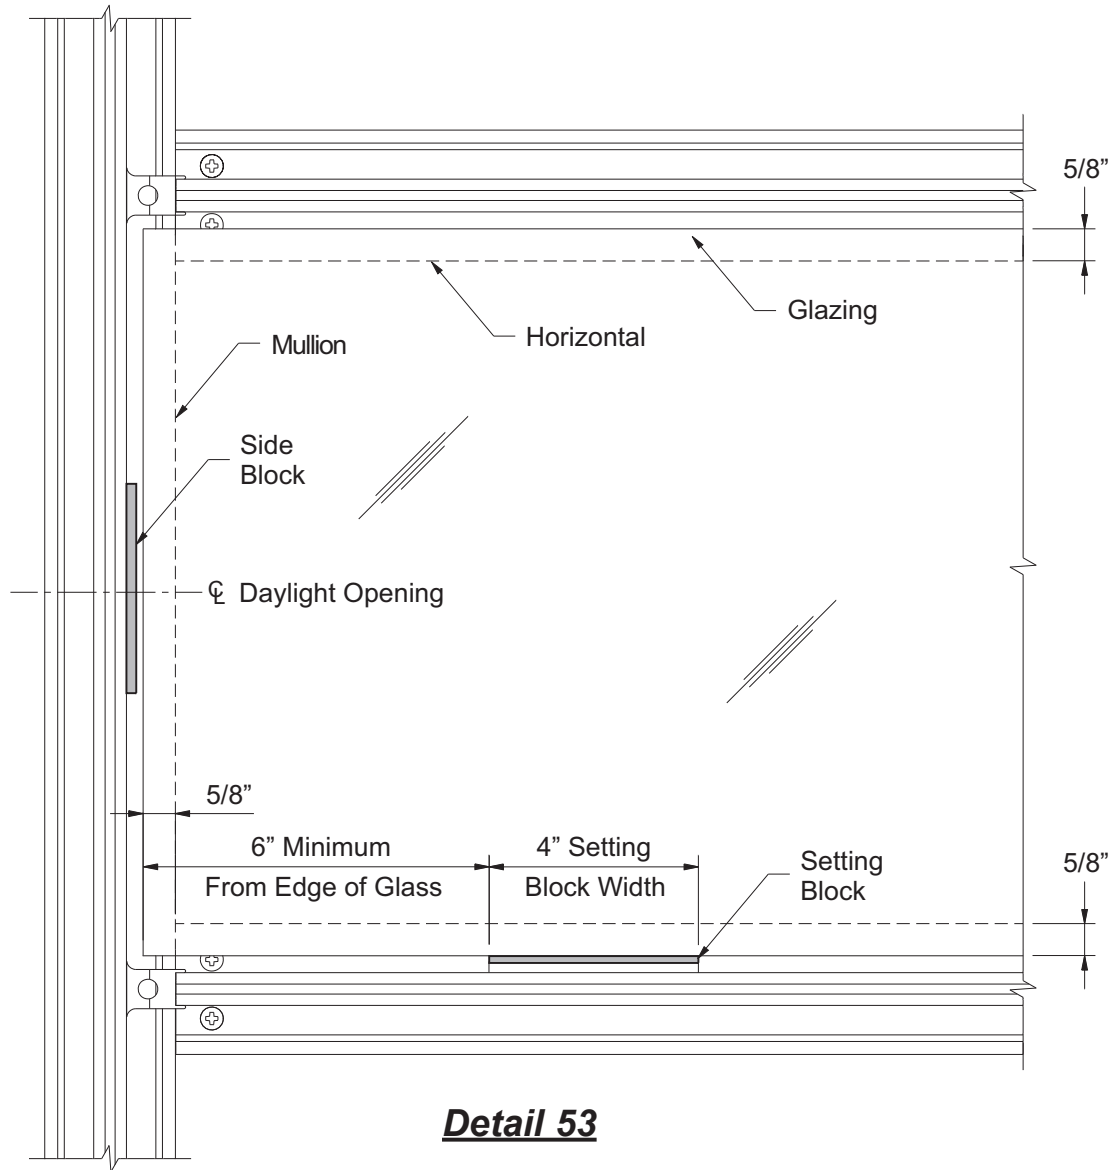 5/8”
Glazing
Horizontal
Mullion
Side
Block
℄ Daylight Opening
5/8”
6” Minimum
From Edge of Glass
4” Setting
Block Width
Setting
Block
5/8”
Detail 53